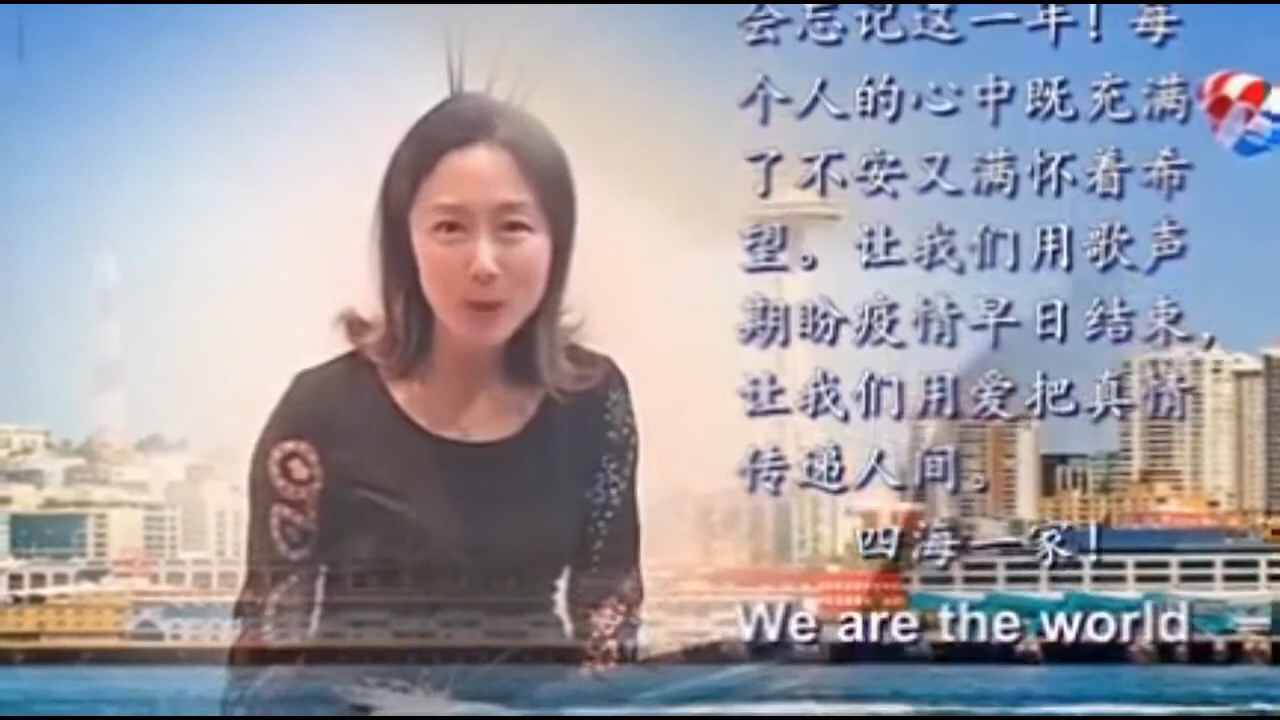 会忘记这一年！每
个人的心中既充满
了不安又满怀着希
望。让我们用歌声
期盼疫情早日结束，
让我们用爱把真情
传递人间。
四海一家！
We are the world